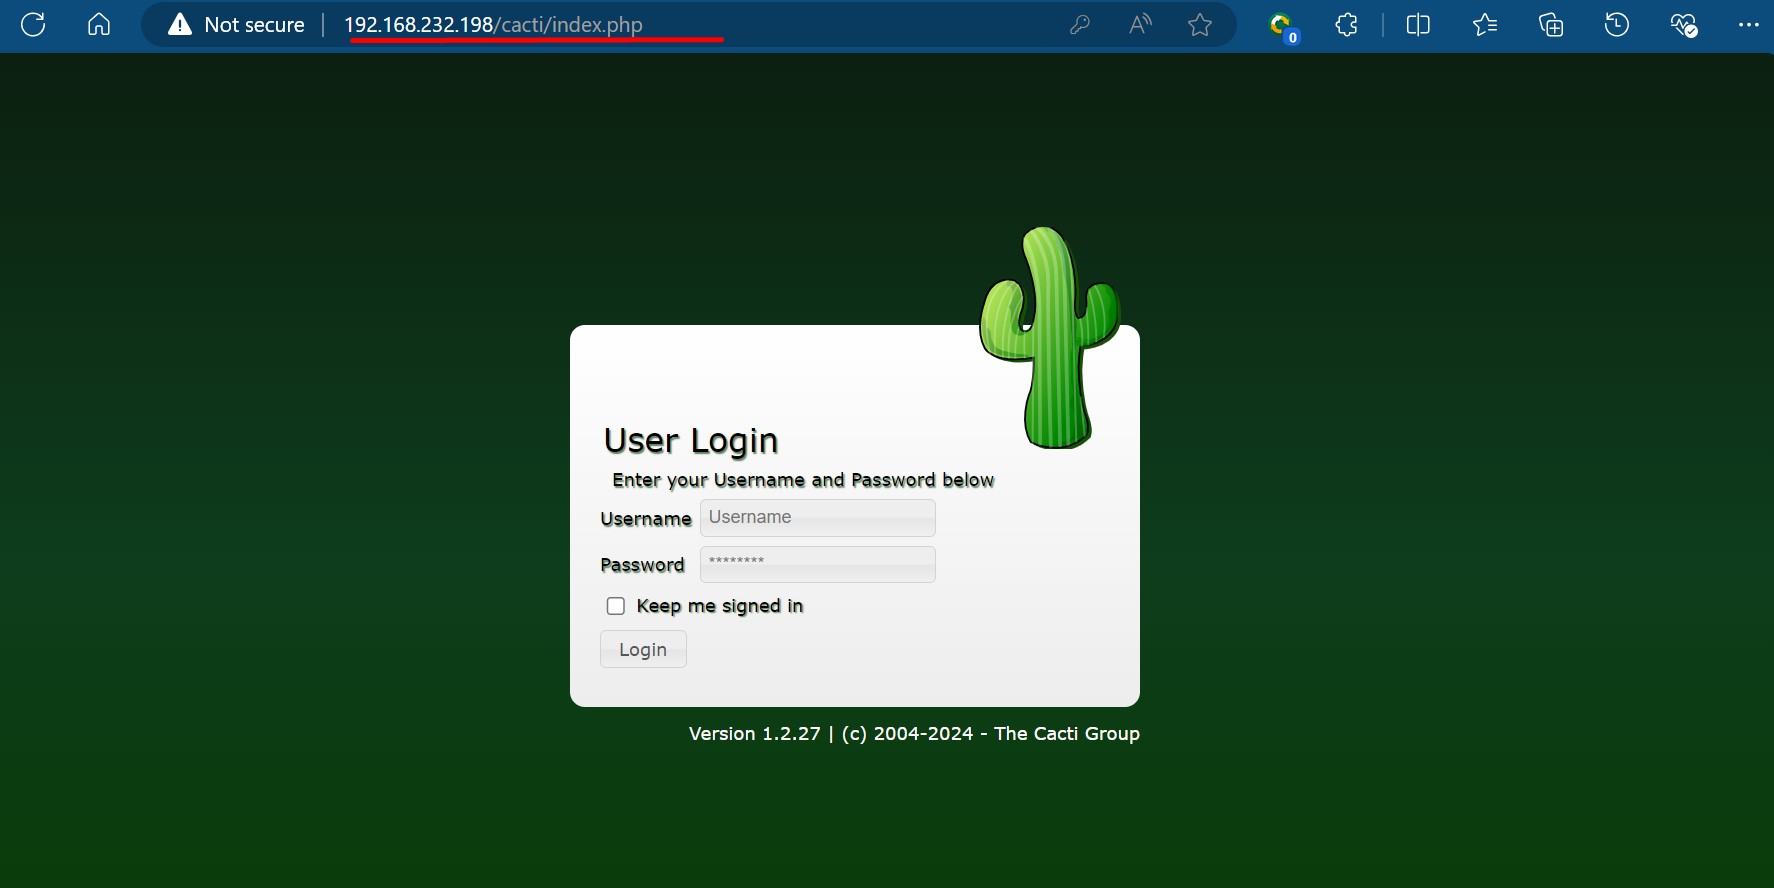 Not secure | 192.168.232.198/cacti/index.php
0
User Login
Enter your Username and Password below
Username Username
Password ********
Keep me signed in
Login
Version 1.2.27 | (c) 2004-2024 - The Cacti Group